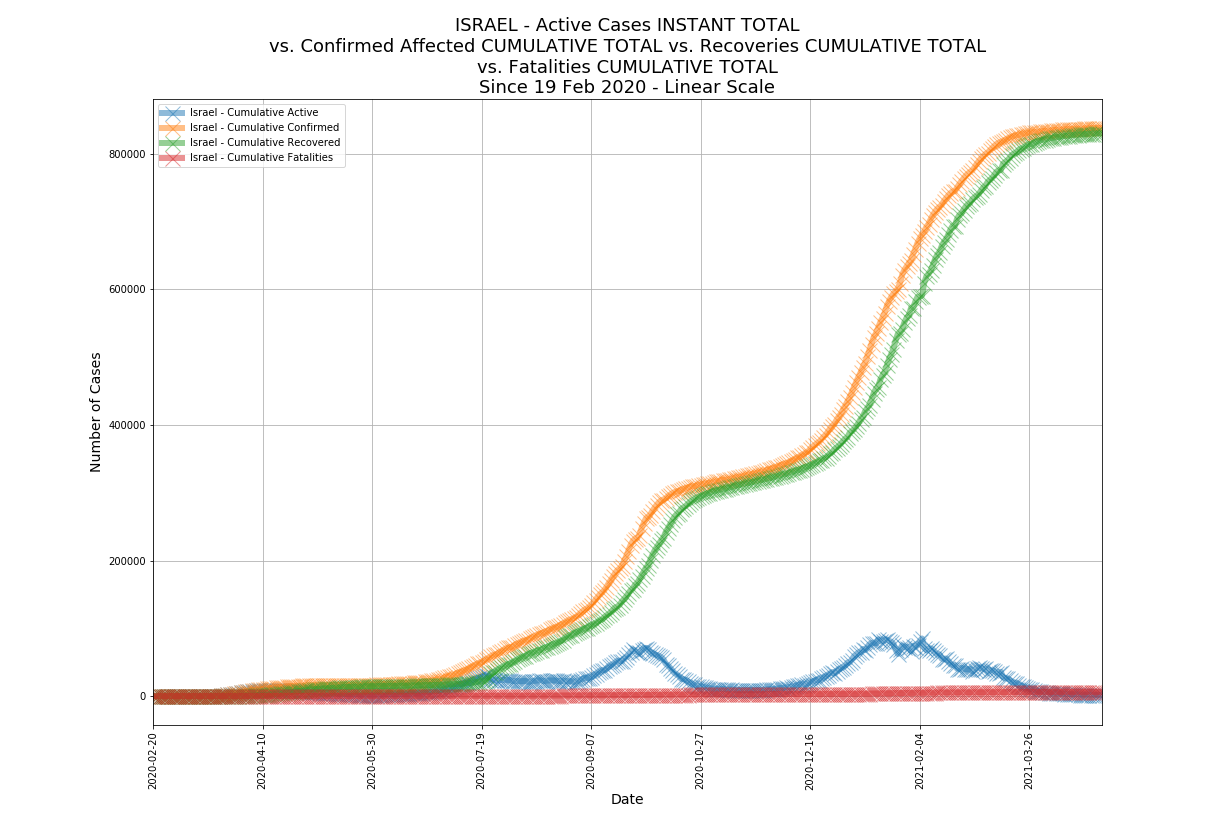 ISRAEL - Active Cases INSTANT TOTAL
vs. Confirmed Affected CUMULATIVE TOTAL vs. Recoveries CUMULATIVE TOTAL
vs. Fatalities CUMULATIVE TOTAL
Since 19 Feb 2020 - Linear Scale
Israel - Cumulative Active
Israel - Cumulative Confirmed
Israel - Cumulative Recovered
Israel - Cumulative Fatalities
Number of Cases
800000
600000
400000
200000
0
2020-02-20
2020-04-10
2020-05-30
2020-07-19
2020-09-07
2020-10-27
2020-12-16
2021-02-04
2021-03-26
Date